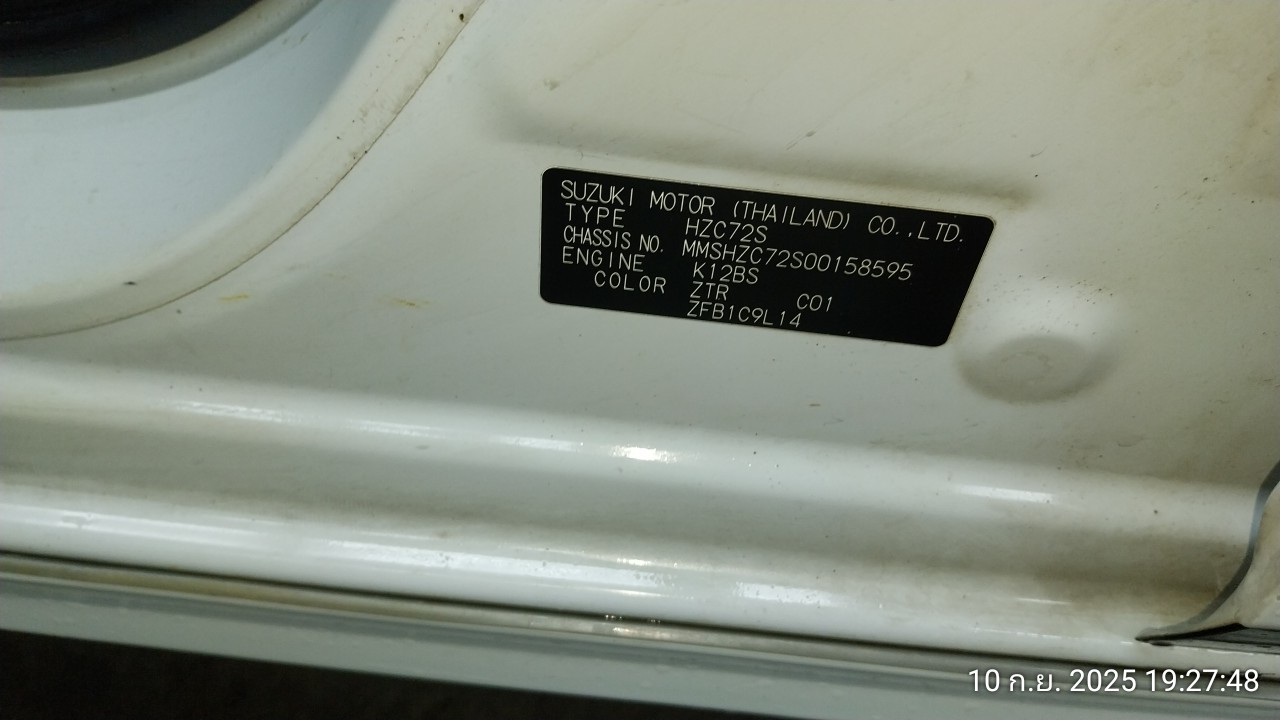 SUZUKI MOTOR (THAILAND) CO.,LTD.
TYPE HZC72S
CHASSIS NO. MMSHZC72S00158595
ENGINE K12BS
COLOR ZTR C01
ZFB1C9L14
10 ก.ย. 2025 19:27:48